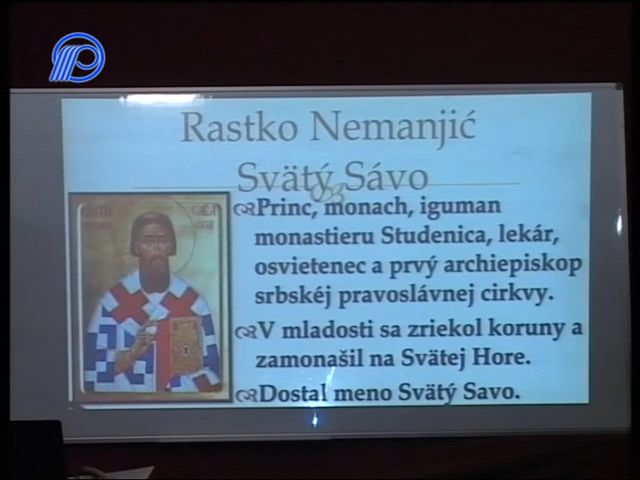 Rastko Nemanjić
Svätý Sávo
Princ, monach, iguman
monastieru Studenica, lekár,
osvietenec a prvý archiepiskop
srbskéj pravoslávnej cirkvy.
V mladosti sa zriekol koruny a
zamonašil na Svätej Hore.
Dostal meno Svätý Savo.